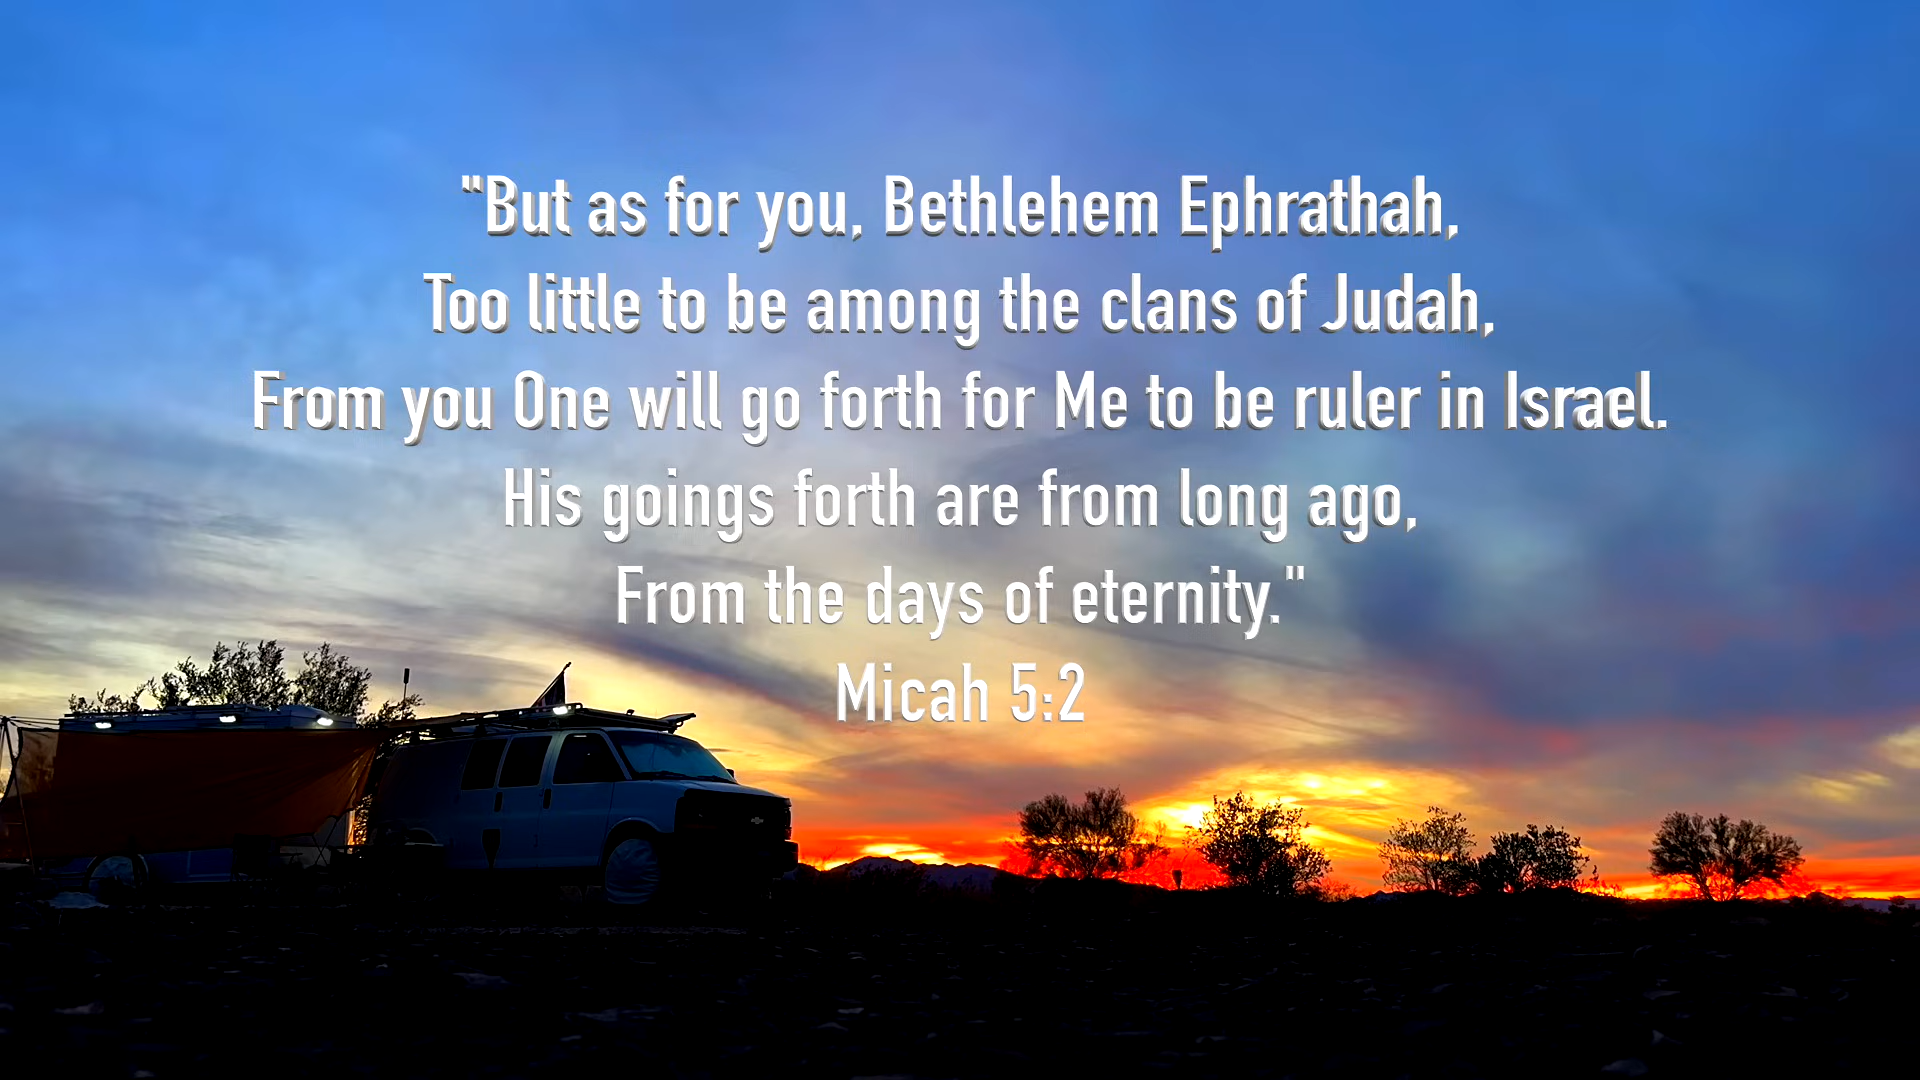 "But as for you, Bethlehem Ephrathah,
Too little to be among the clans of Judah,
From you One will go forth for Me to be ruler in Israel.
His goings forth are from long ago,
From the days of eternity."
Micah 5:2